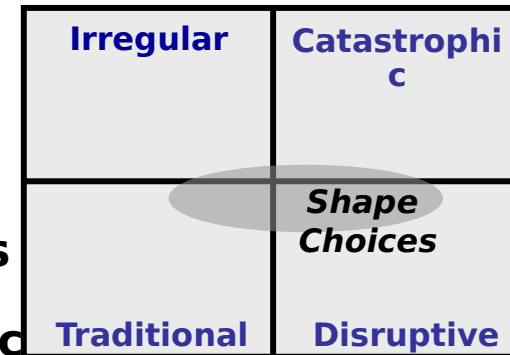 Irregular
Catastrophi
c
Shape
Choices
s
c
Traditional
Disruptive